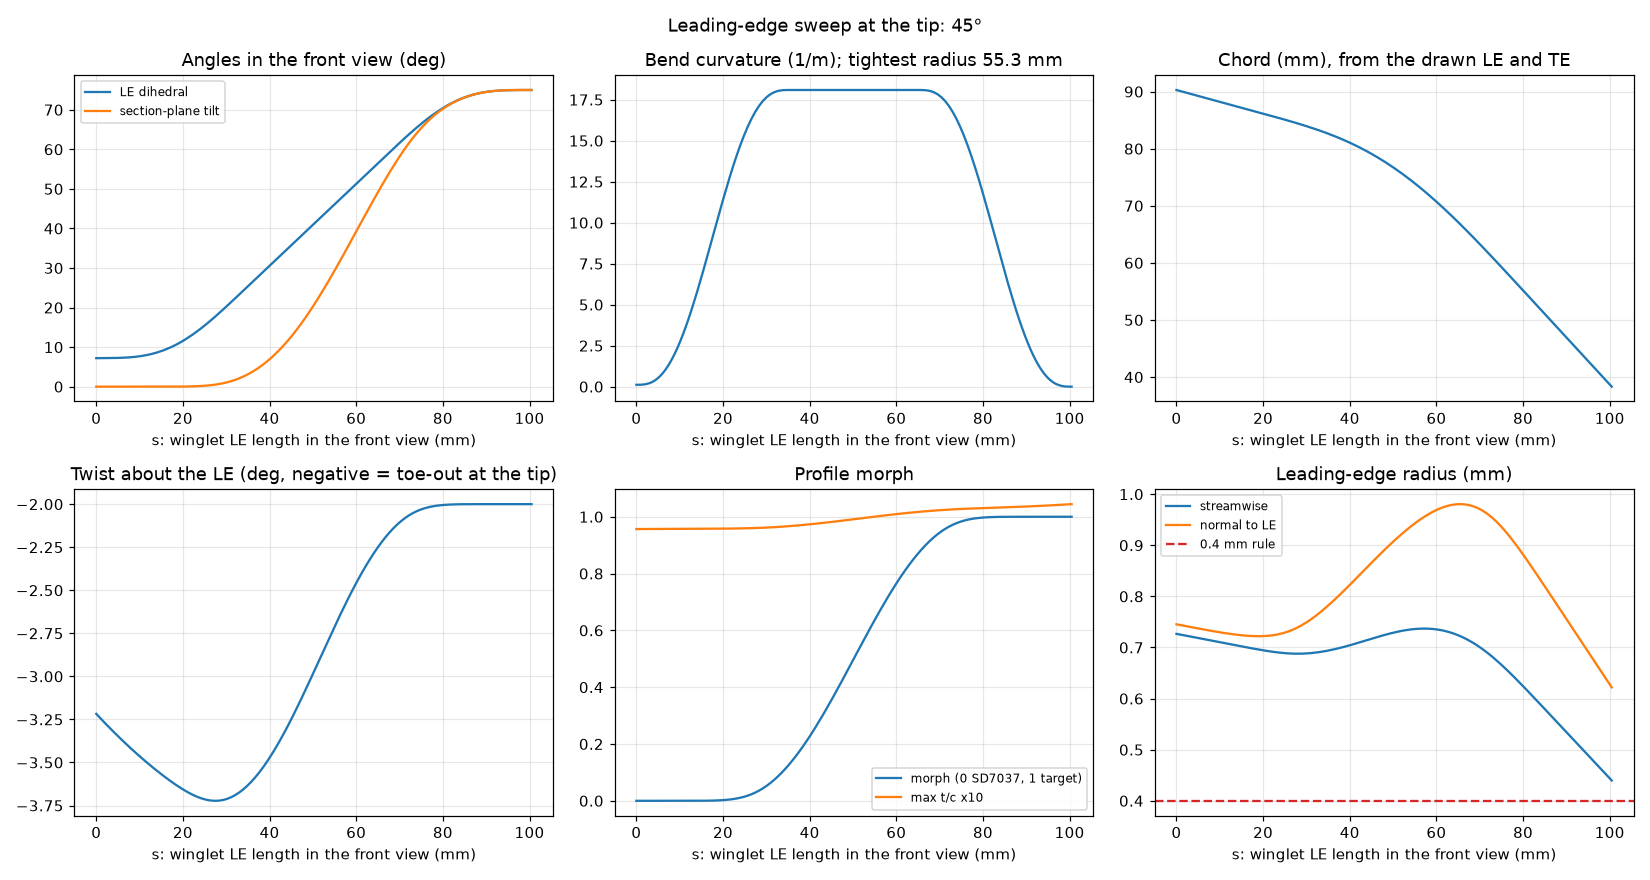 Leading-edge sweep at the tip: 45°
Angles in the front view (deg)
LE dihedral
section-plane tilt
70
60
50
40
30
20
10
0
0 20 40 60 80 100
s: winglet LE length in the front view (mm)
Bend curvature (1/m); tightest radius 55.3 mm
17.5
15.0
12.5
10.0
7.5
5.0
2.5
0.0
0 20 40 60 80 100
s: winglet LE length in the front view (mm)
Chord (mm), from the drawn LE and TE
90
80
70
60
50
40
0 20 40 60 80 100
s: winglet LE length in the front view (mm)
Twist about the LE (deg, negative = toe-out at the tip)
−2.00
−2.25
−2.50
−2.75
−3.00
−3.25
−3.50
−3.75
0 20 40 60 80 100
s: winglet LE length in the front view (mm)
Profile morph
1.0
0.8
0.6
0.4
0.2
0.0
morph (0 SD7037, 1 target)
max t/c x10
0 20 40 60 80 100
s: winglet LE length in the front view (mm)
Leading-edge radius (mm)
streamwise
normal to LE
0.4 mm rule
1.0
0.9
0.8
0.7
0.6
0.5
0.4
0 20 40 60 80 100
s: winglet LE length in the front view (mm)